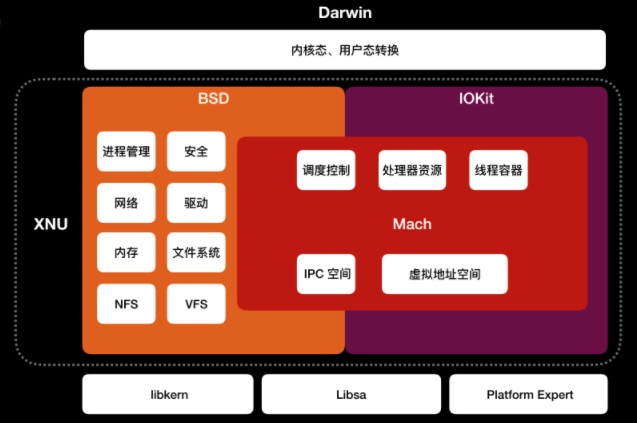 Darwin
内核态、用户态转换
BSD
IOKit
进程管理
安全
调度控制
处理器资源
线程容器
网络
驱动
XNU
Mach
内存
文件系统
IPC 空间
虚拟地址空间
NFS
VFS
libkern
Libsa
Platform Expert